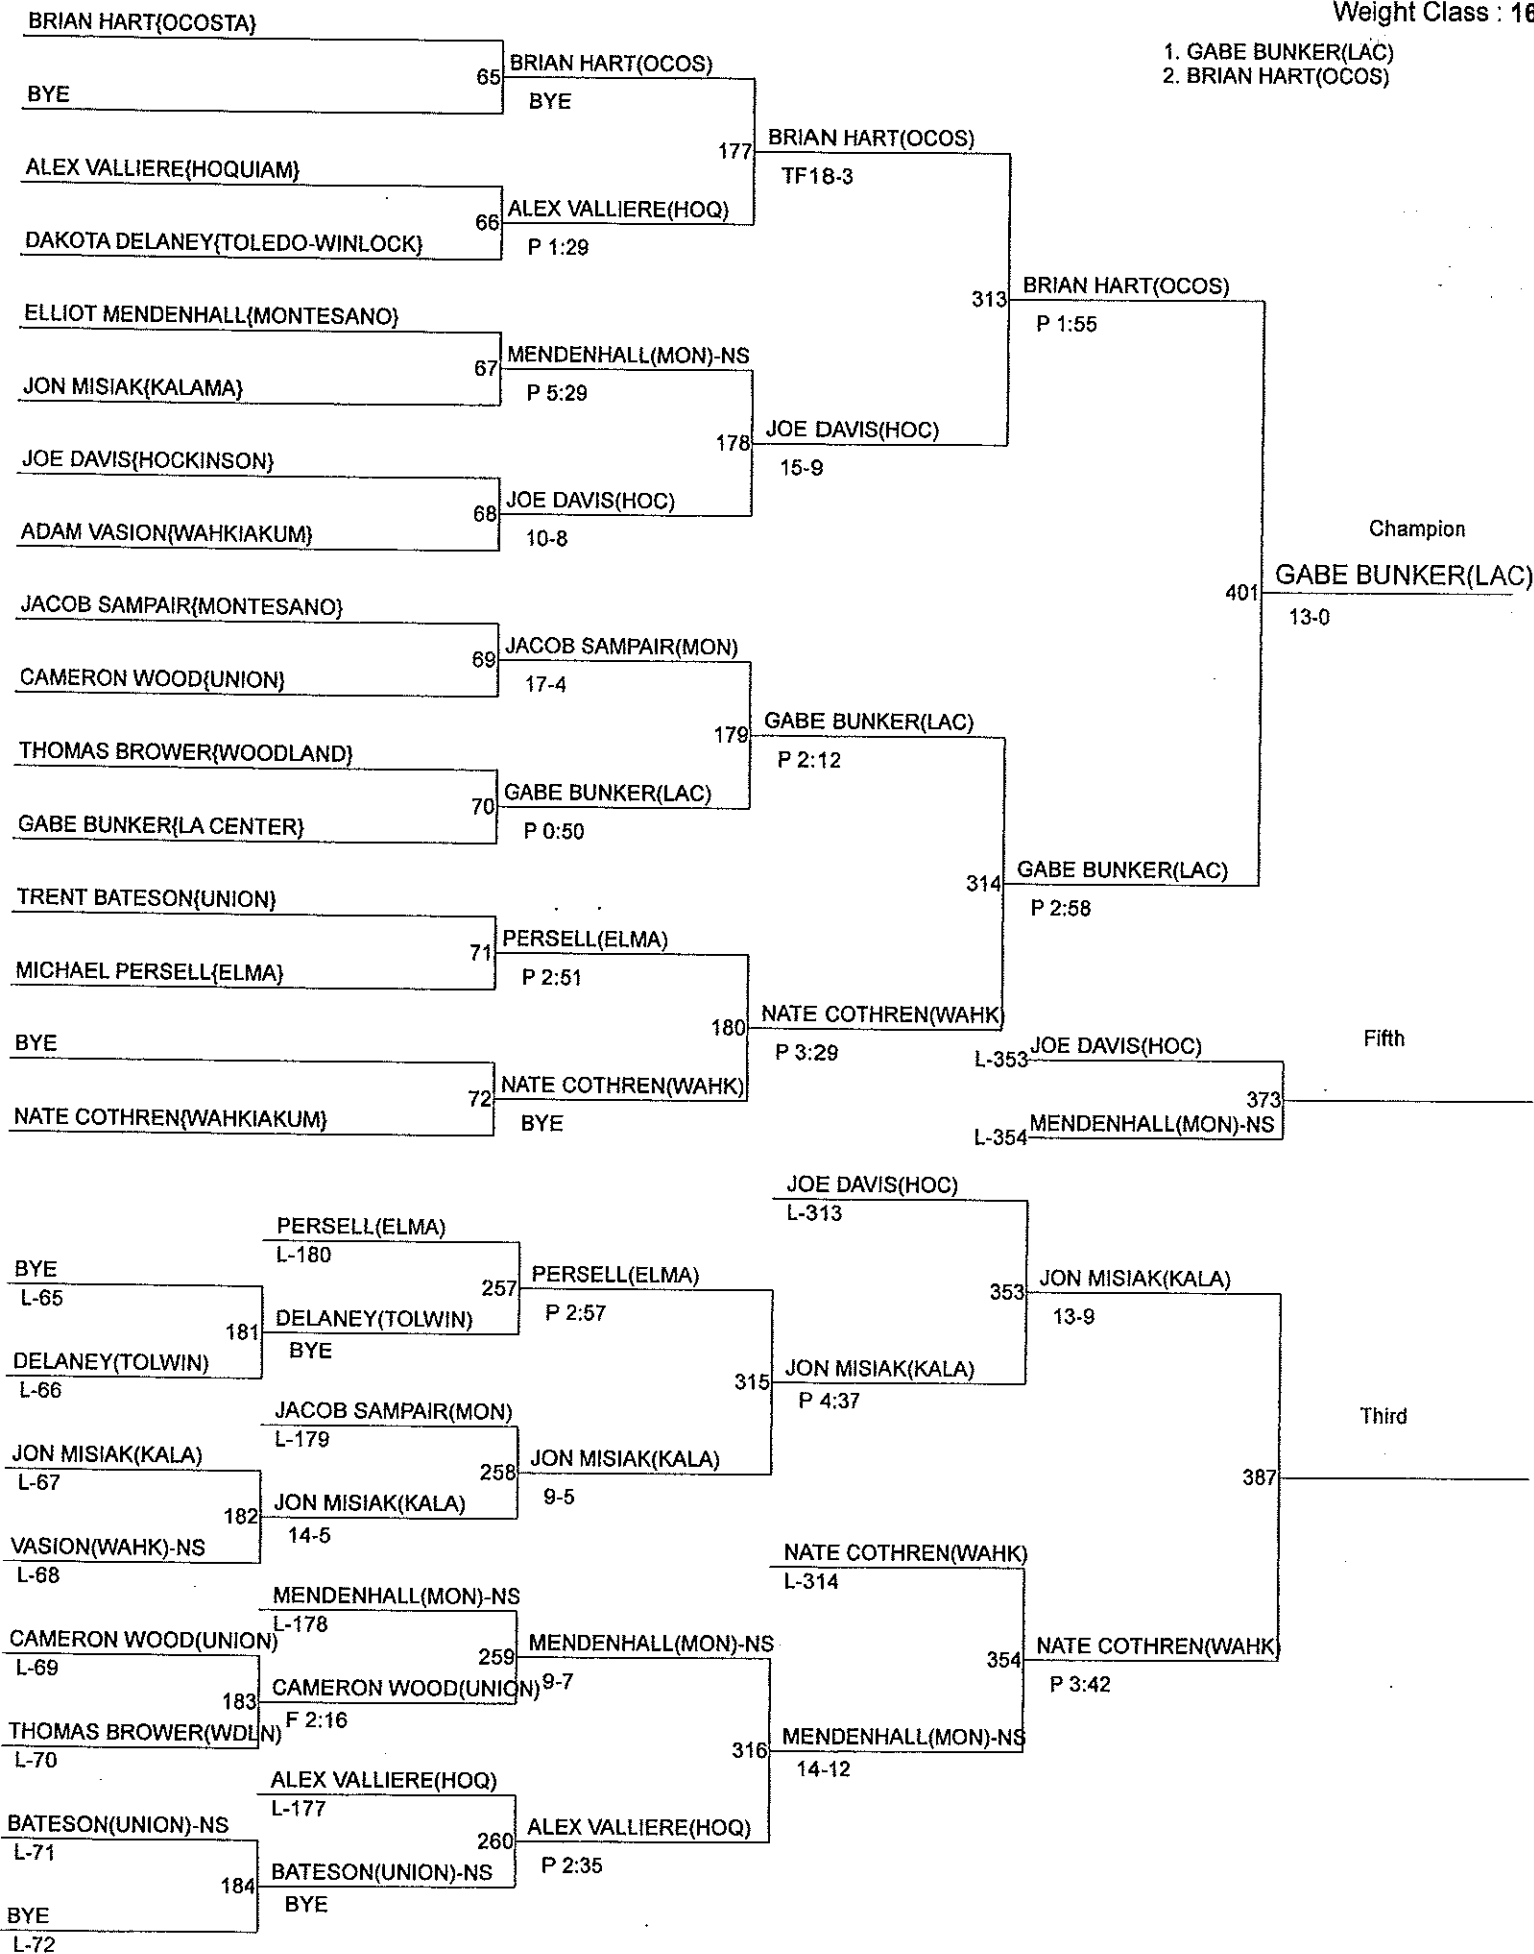 Weight Class : 16
1. GABE BUNKER(LAC)
2. BRIAN HART(OCOS)
BRIAN HART{OCOSTA}
65
BRIAN HART(OCOS)
BYE
BYE
177
BRIAN HART(OCOS)
TF18-3
ALEX VALLIERE{HOQUIAM}
66
ALEX VALLIERE(HOQ)
P 1:29
DAKOTA DELANEY{TOLEDO-WINLOCK}
313
BRIAN HART(OCOS)
P 1:55
ELLIOT MENDENHALL{MONTESANO}
67
MENDENHALL(MON)-NS
P 5:29
JON MISIAK{KALAMA}
178
JOE DAVIS(HOC)
15-9
JOE DAVIS{HOCKINSON}
68
JOE DAVIS(HOC)
10-8
ADAM VASION{WAHKIAKUM}
Champion
401
GABE BUNKER(LAC)
13-0
JACOB SAMPAIR{MONTESANO}
69
JACOB SAMPAIR(MON)
17-4
CAMERON WOOD{UNION}
179
GABE BUNKER(LAC)
P 2:12
THOMAS BROWER{WOODLAND}
70
GABE BUNKER(LAC)
P 0:50
GABE BUNKER{LA CENTER}
314
GABE BUNKER(LAC)
P 2:58
TRENT BATESON{UNION}
71
PERSELL(ELMA)
P 2:51
MICHAEL PERSELL{ELMA}
180
NATE COTHREN(WAHK)
P 3:29
BYE
72
NATE COTHREN(WAHK)
BYE
NATE COTHREN{WAHKIAKUM}
L-353
JOE DAVIS(HOC)
Fifth
373
L-354
MENDENHALL(MON)-NS
JOE DAVIS(HOC)
L-313
PERSELL(ELMA)
L-180
BYE
L-65
257
PERSELL(ELMA)
P 2:57
353
JON MISIAK(KALA)
13-9
181
DELANEY(TOLWIN)
BYE
DELANEY(TOLWIN)
L-66
315
JON MISIAK(KALA)
P 4:37
JACOB SAMPAIR(MON)
L-179
Third
JON MISIAK(KALA)
L-67
258
JON MISIAK(KALA)
9-5
387
182
JON MISIAK(KALA)
14-5
VASION(WAHK)-NS
L-68
NATE COTHREN(WAHK)
L-314
MENDENHALL(MON)-NS
L-178
CAMERON WOOD(UNION)
L-69
259
MENDENHALL(MON)-NS
9-7
354
NATE COTHREN(WAHK)
P 3:42
183
CAMERON WOOD(UNION)
F 2:16
THOMAS BROWER(WDLN)
L-70
316
MENDENHALL(MON)-NS
14-12
ALEX VALLIERE(HOQ)
L-177
BATESON(UNION)-NS
L-71
260
ALEX VALLIERE(HOQ)
P 2:35
184
BATESON(UNION)-NS
BYE
BYE
L-72